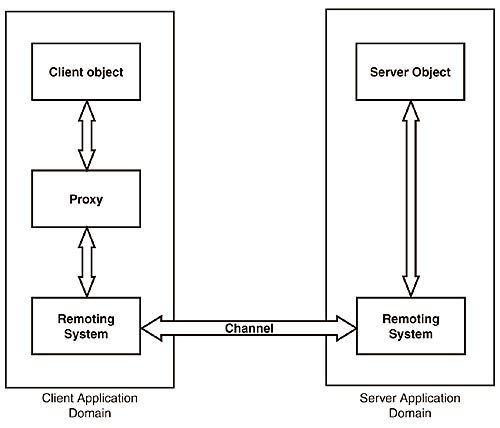 Client object
Server Object
Proxy
Remoting
System
Channel
Remoting
System
Client Application
Domain
Server Application
Domain